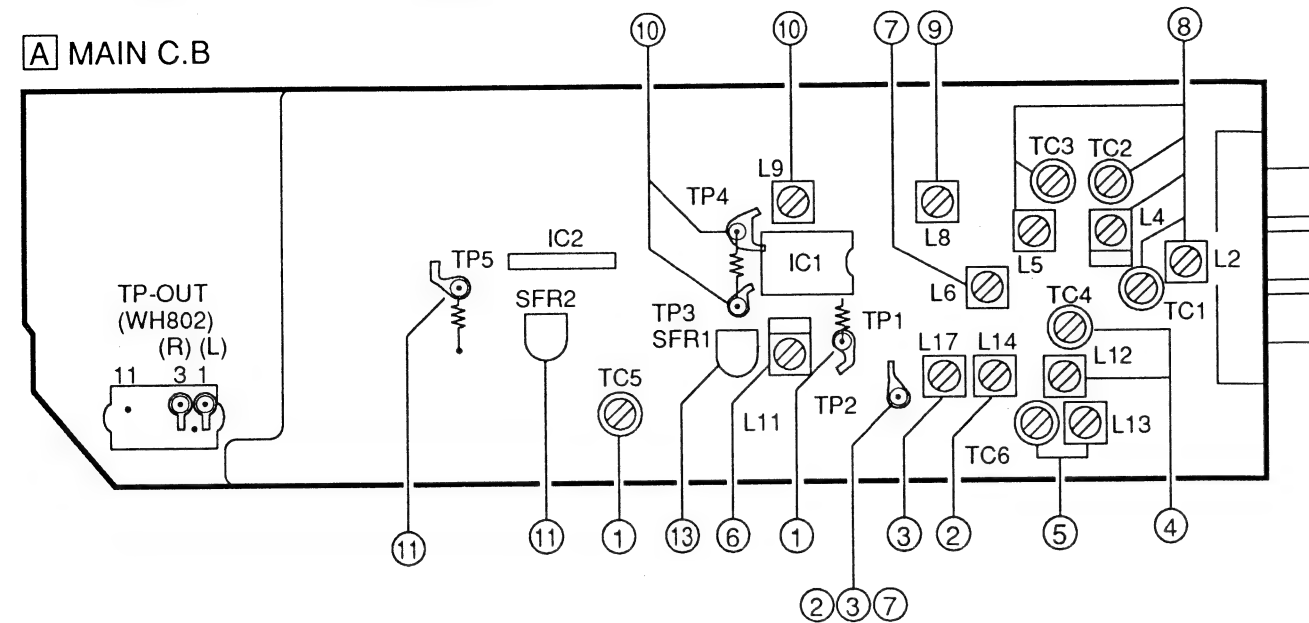 ⑩ ⑩ ⑦ ⑨ ⑧
A MAIN C.B
TC3 TC2
L9
TP4
L4
L8
IC2
L5
L2
TP5
IC1
TP-OUT
(WH802)
(R) (L)
11 3 1
SFR2
L6
TC4
TC1
TP3
SFR1
TP1
L17 L14
L12
TC5
TP2
L11
L13
TC6
⑪ ⑪ ① ⑬ ⑥ ① ③ ② ⑤ ④
② ③ ⑦